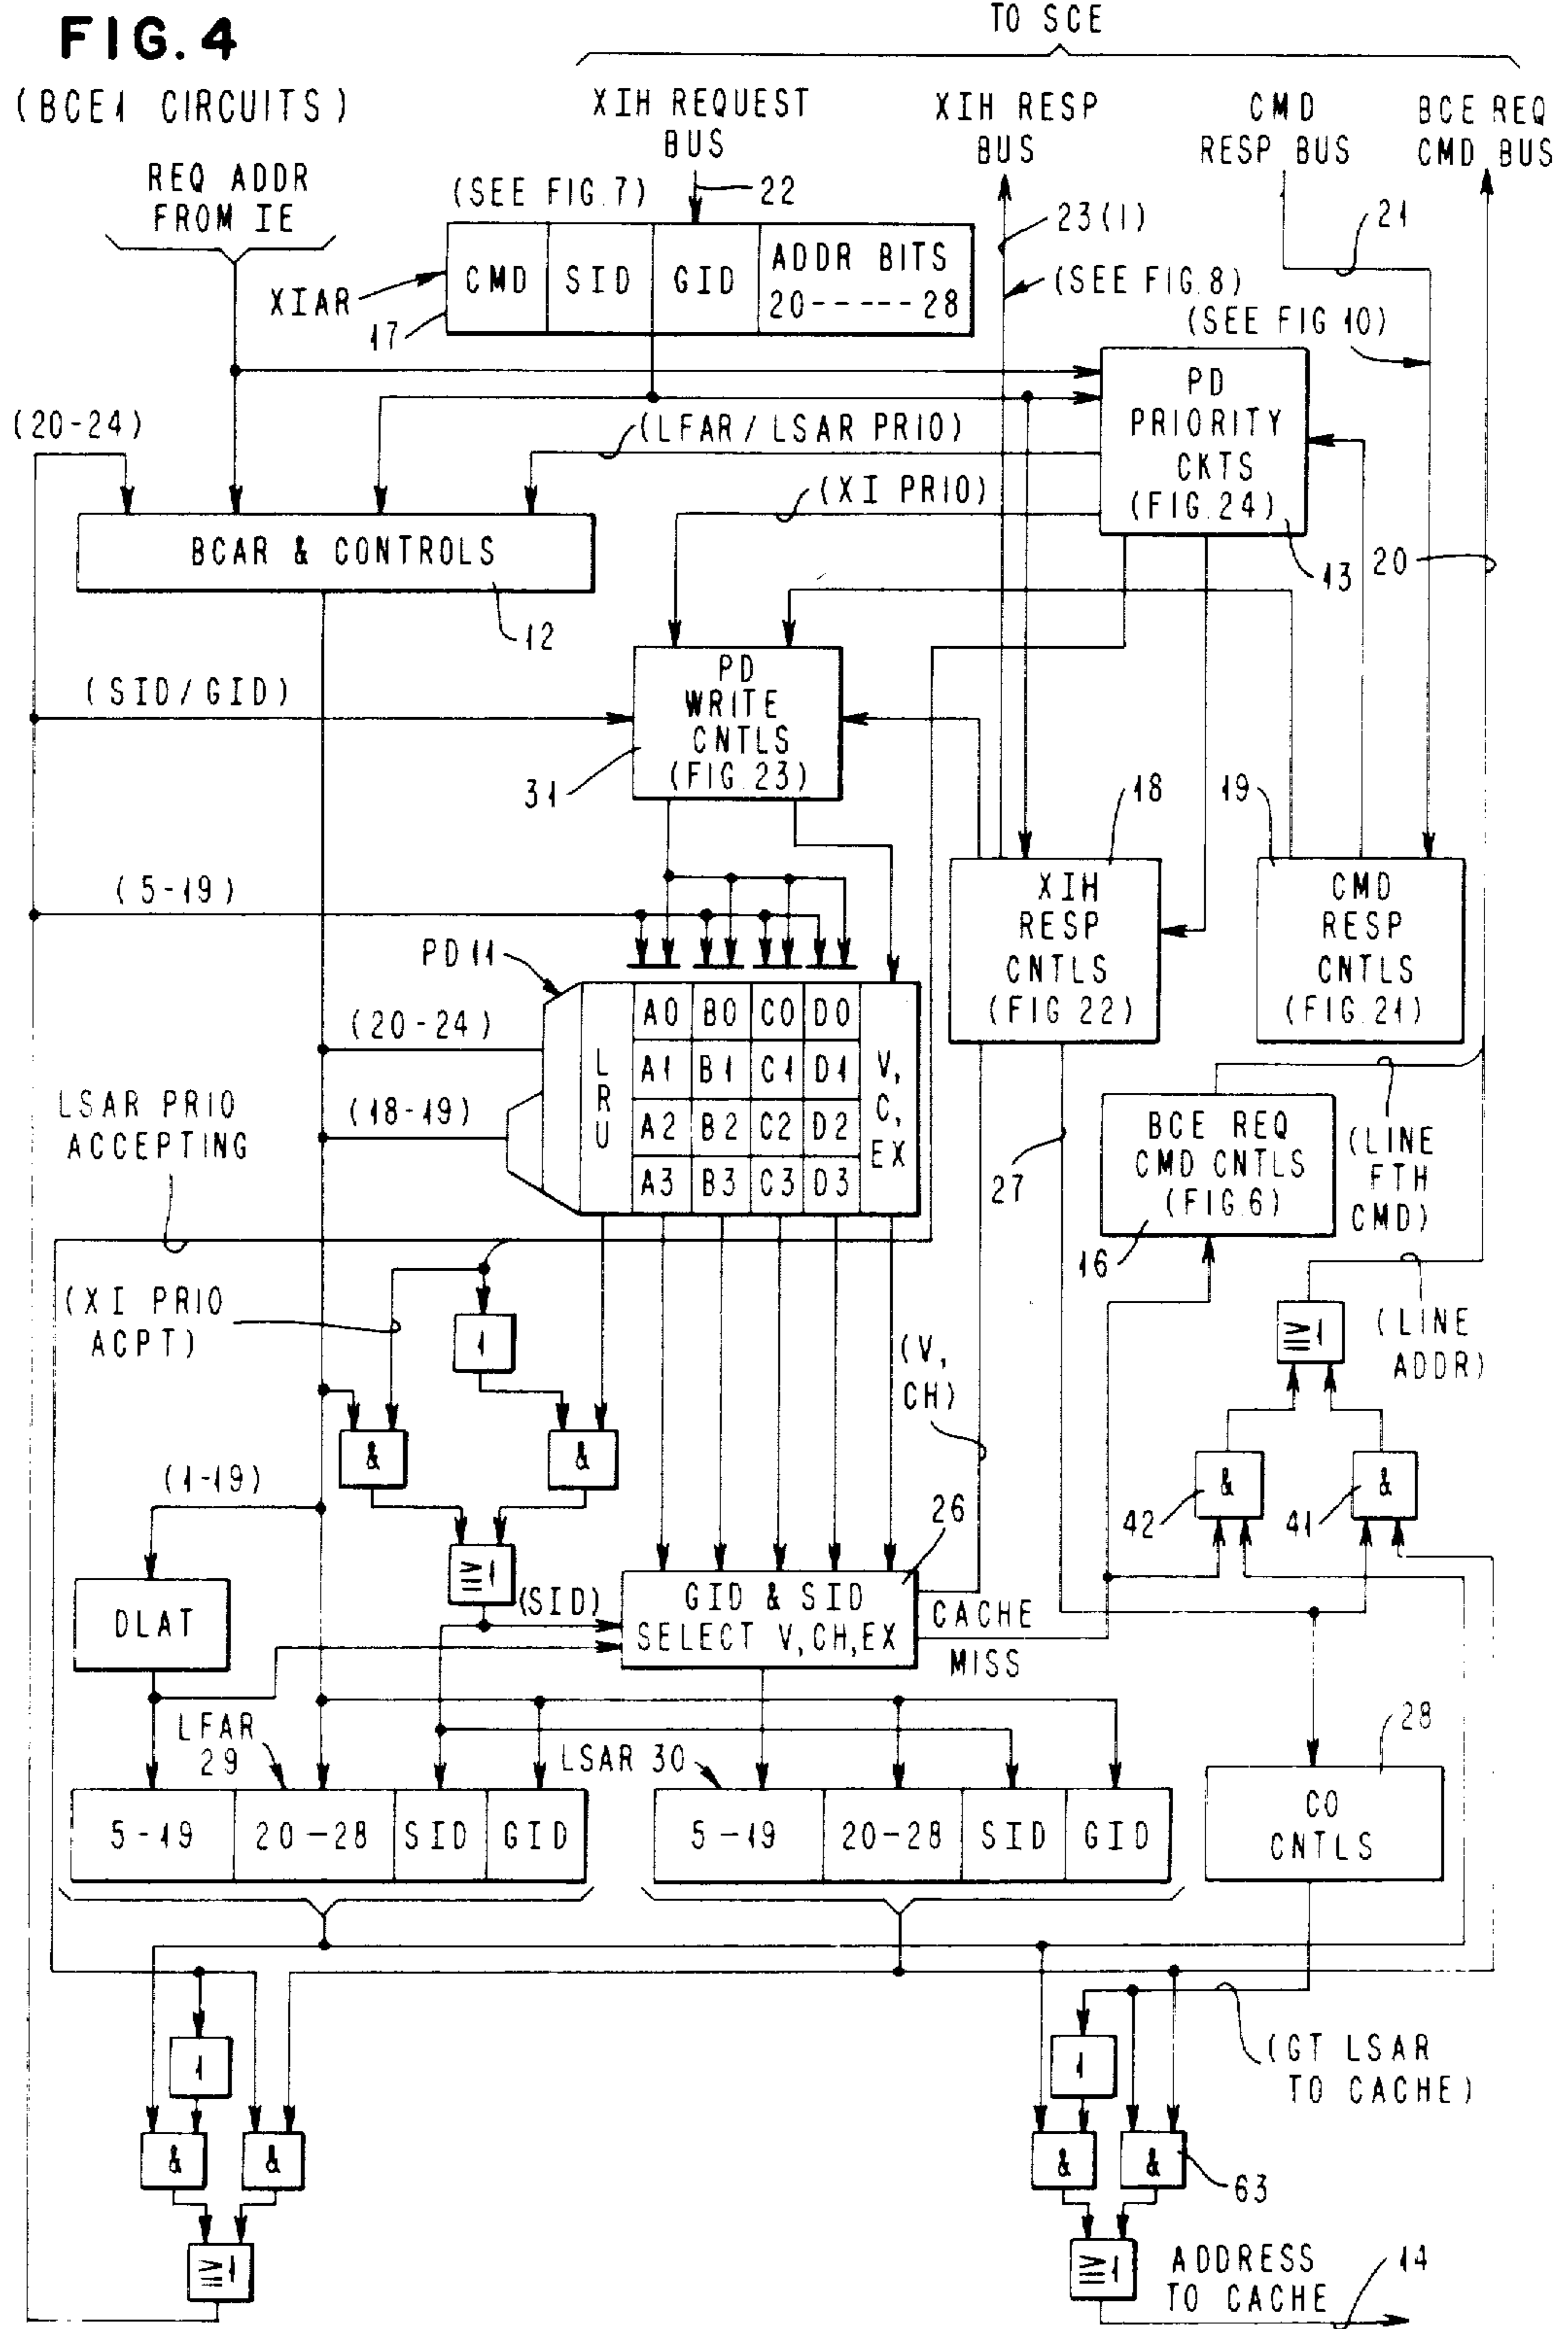 FIG. 4
(BCE1 CIRCUITS)
TO SCE
XIH REQUEST
BUS
XIH RESP
BUS
CMD
RESP BUS
BCE REQ
CMD BUS
REQ ADDR
FROM IE
(SEE FIG. 7)
22
23(1)
21
XIAR
17
CMD
SID
GID
ADDR BITS
20-----28
(SEE FIG. 8)
(SEE FIG 10)
(20-24)
(LFAR/LSAR PRIO)
(XI PRIO)
PD
PRIORITY
CKTS
(FIG. 24)
13
20
BCAR & CONTROLS
12
(SID/GID)
PD
WRITE
CNTLS
(FIG. 23)
31
18
19
(5-19)
PD 11
XIH
RESP
CNTLS
(FIG. 22)
CMD
RESP
CNTLS
(FIG. 21)
(20-24)
(18-19)
LRU
A0 B0 C0 D0
A1 B1 C1 D1
A2 B2 C2 D2
A3 B3 C3 D3
V,
C,
EX
LSAR PRIO
ACCEPTING
27
BCE REQ
CMD CNTLS
(FIG. 6)
16
(LINE
FTH
CMD)
(XI PRIO
ACPT)
1
(V,
CH)
≥1
(LINE
ADDR)
&
&
(1-19)
26
42
&
41
&
DLAT
≥1
(SID)
GID & SID
SELECT V, CH, EX
CACHE
MISS
LFAR
29
LSAR 30
28
5-19
20-28
SID
GID
5-19
20-28
SID
GID
CO
CNTLS
1
1
(GT LSAR
TO CACHE)
&
&
&
&
63
≥1
≥1
ADDRESS
TO CACHE
14